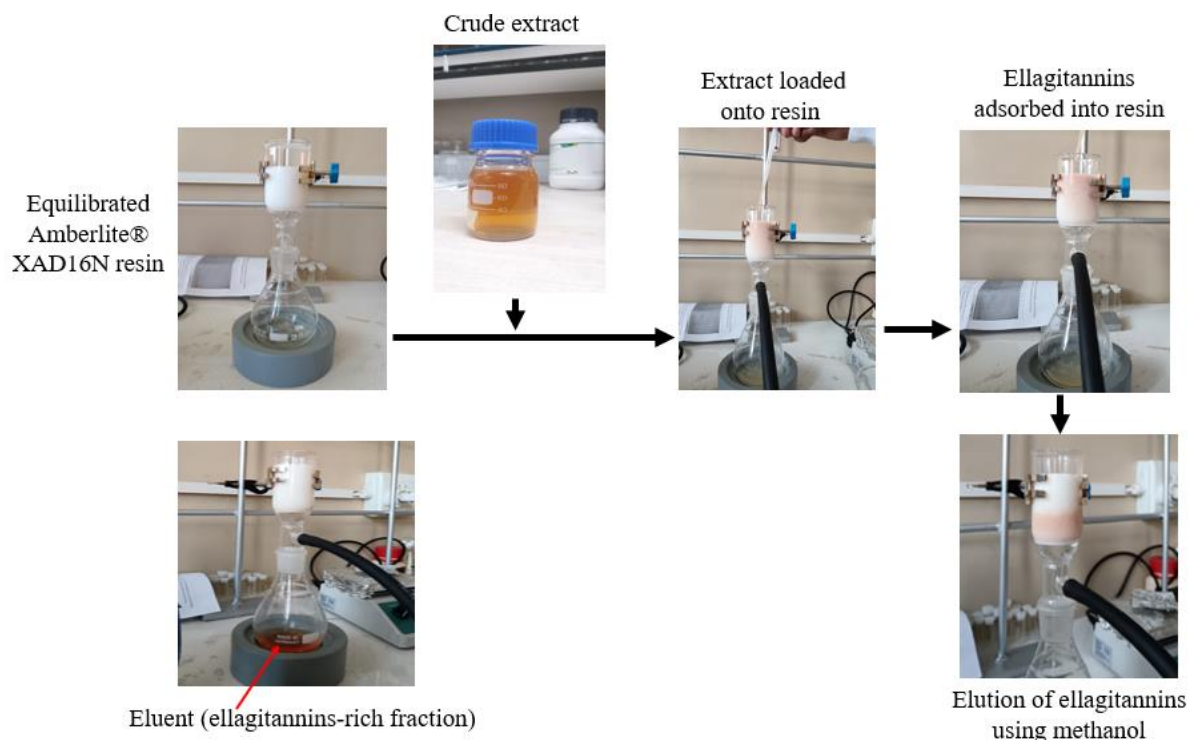 Crude extract
Extract loaded
onto resin
Ellagitannins
adsorbed into resin
Equilibrated
Amberlite®
XAD16N resin
Eluent (ellagitannins-rich fraction)
Elution of ellagitannins
using methanol